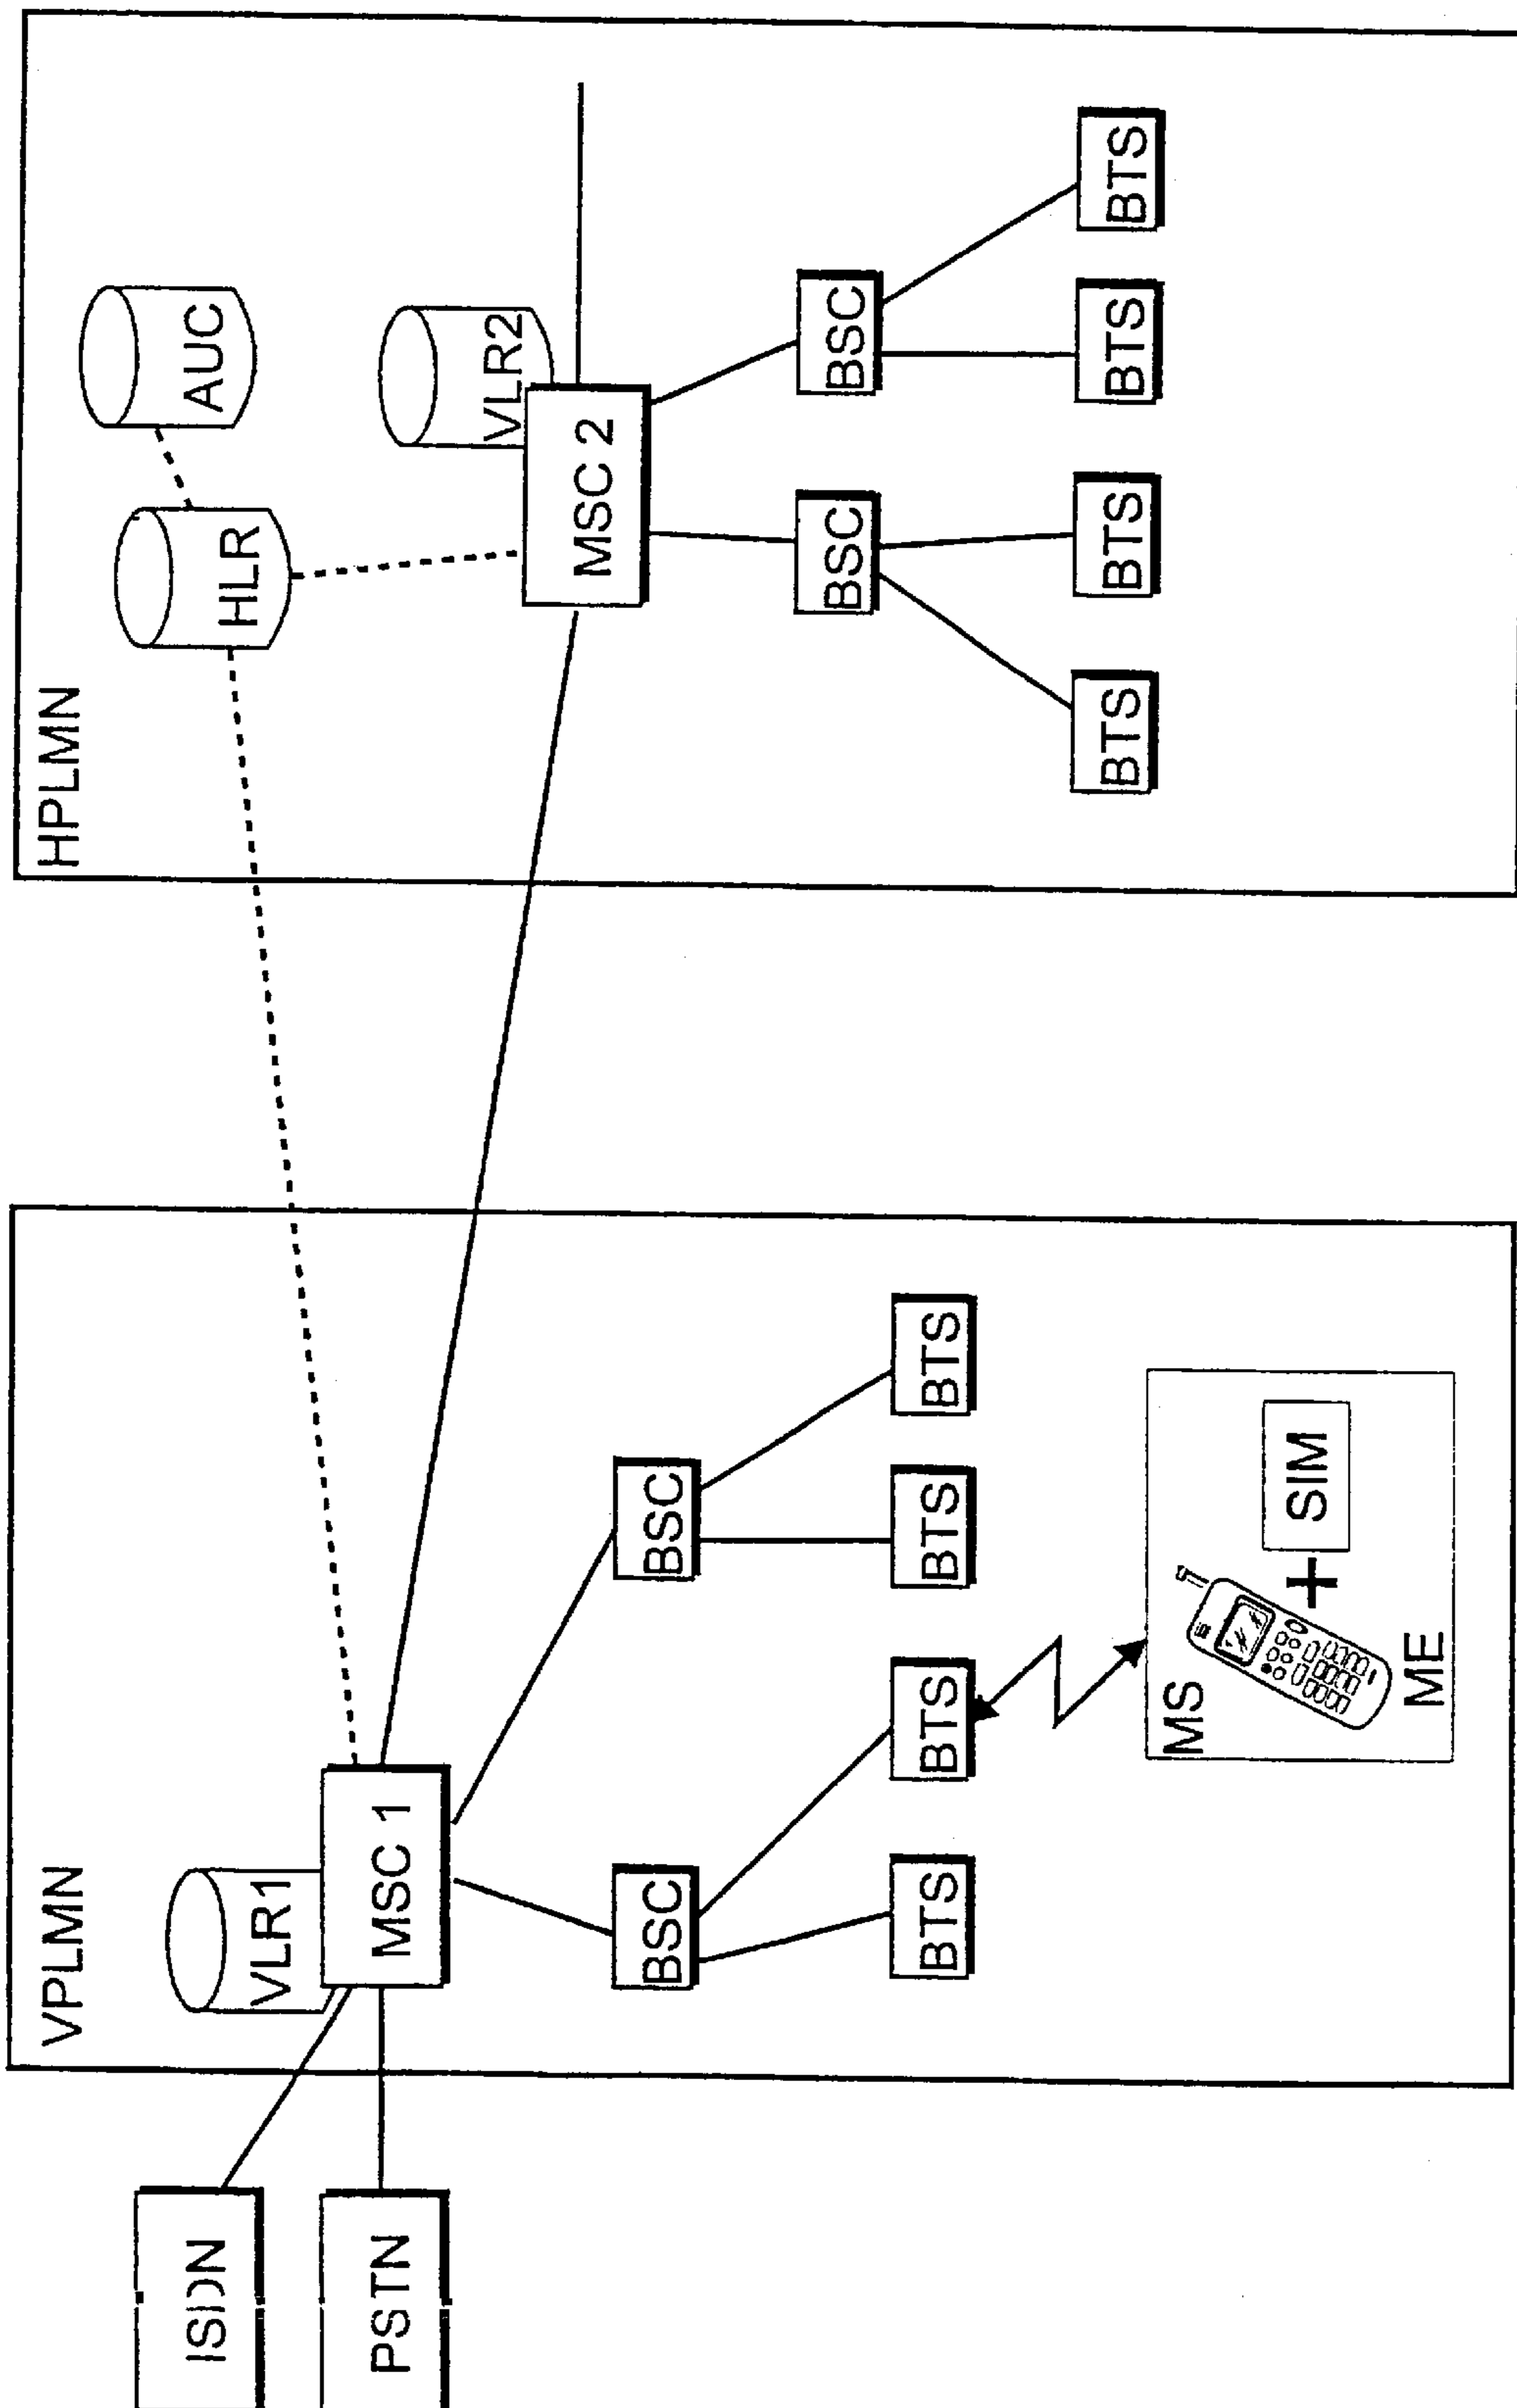 VPLMN
HPLMN
AUC
HLR
VLR2
MSC 2
VLR1
MSC 1
ISDN
PSTN
BSC
BSC
BSC
BSC
BTS
BTS
BTS
BTS
BTS
BTS
BTS
BTS
MS
+
SIM
ME